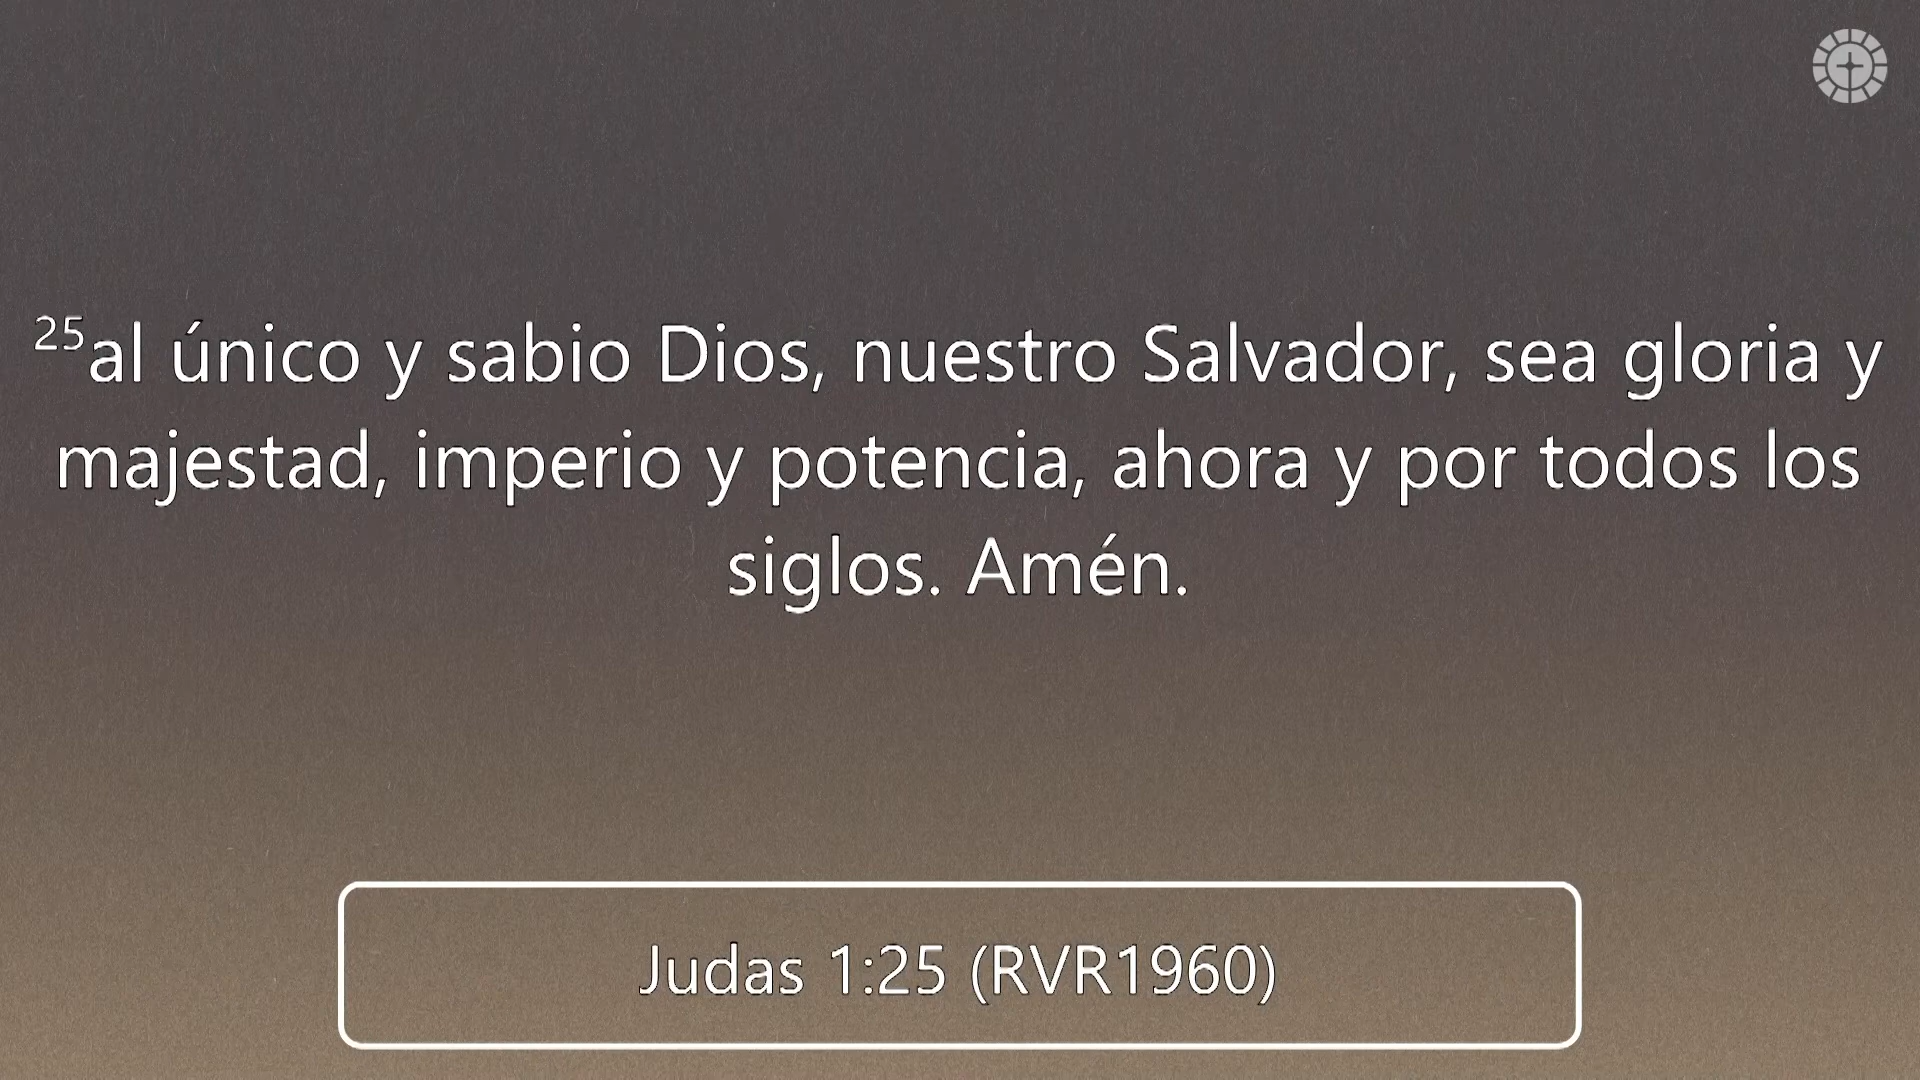 25al único y sabio Dios, nuestro Salvador, sea gloria y
majestad, imperio y potencia, ahora y por todos los
siglos. Amén.
Judas 1:25 (RVR1960)